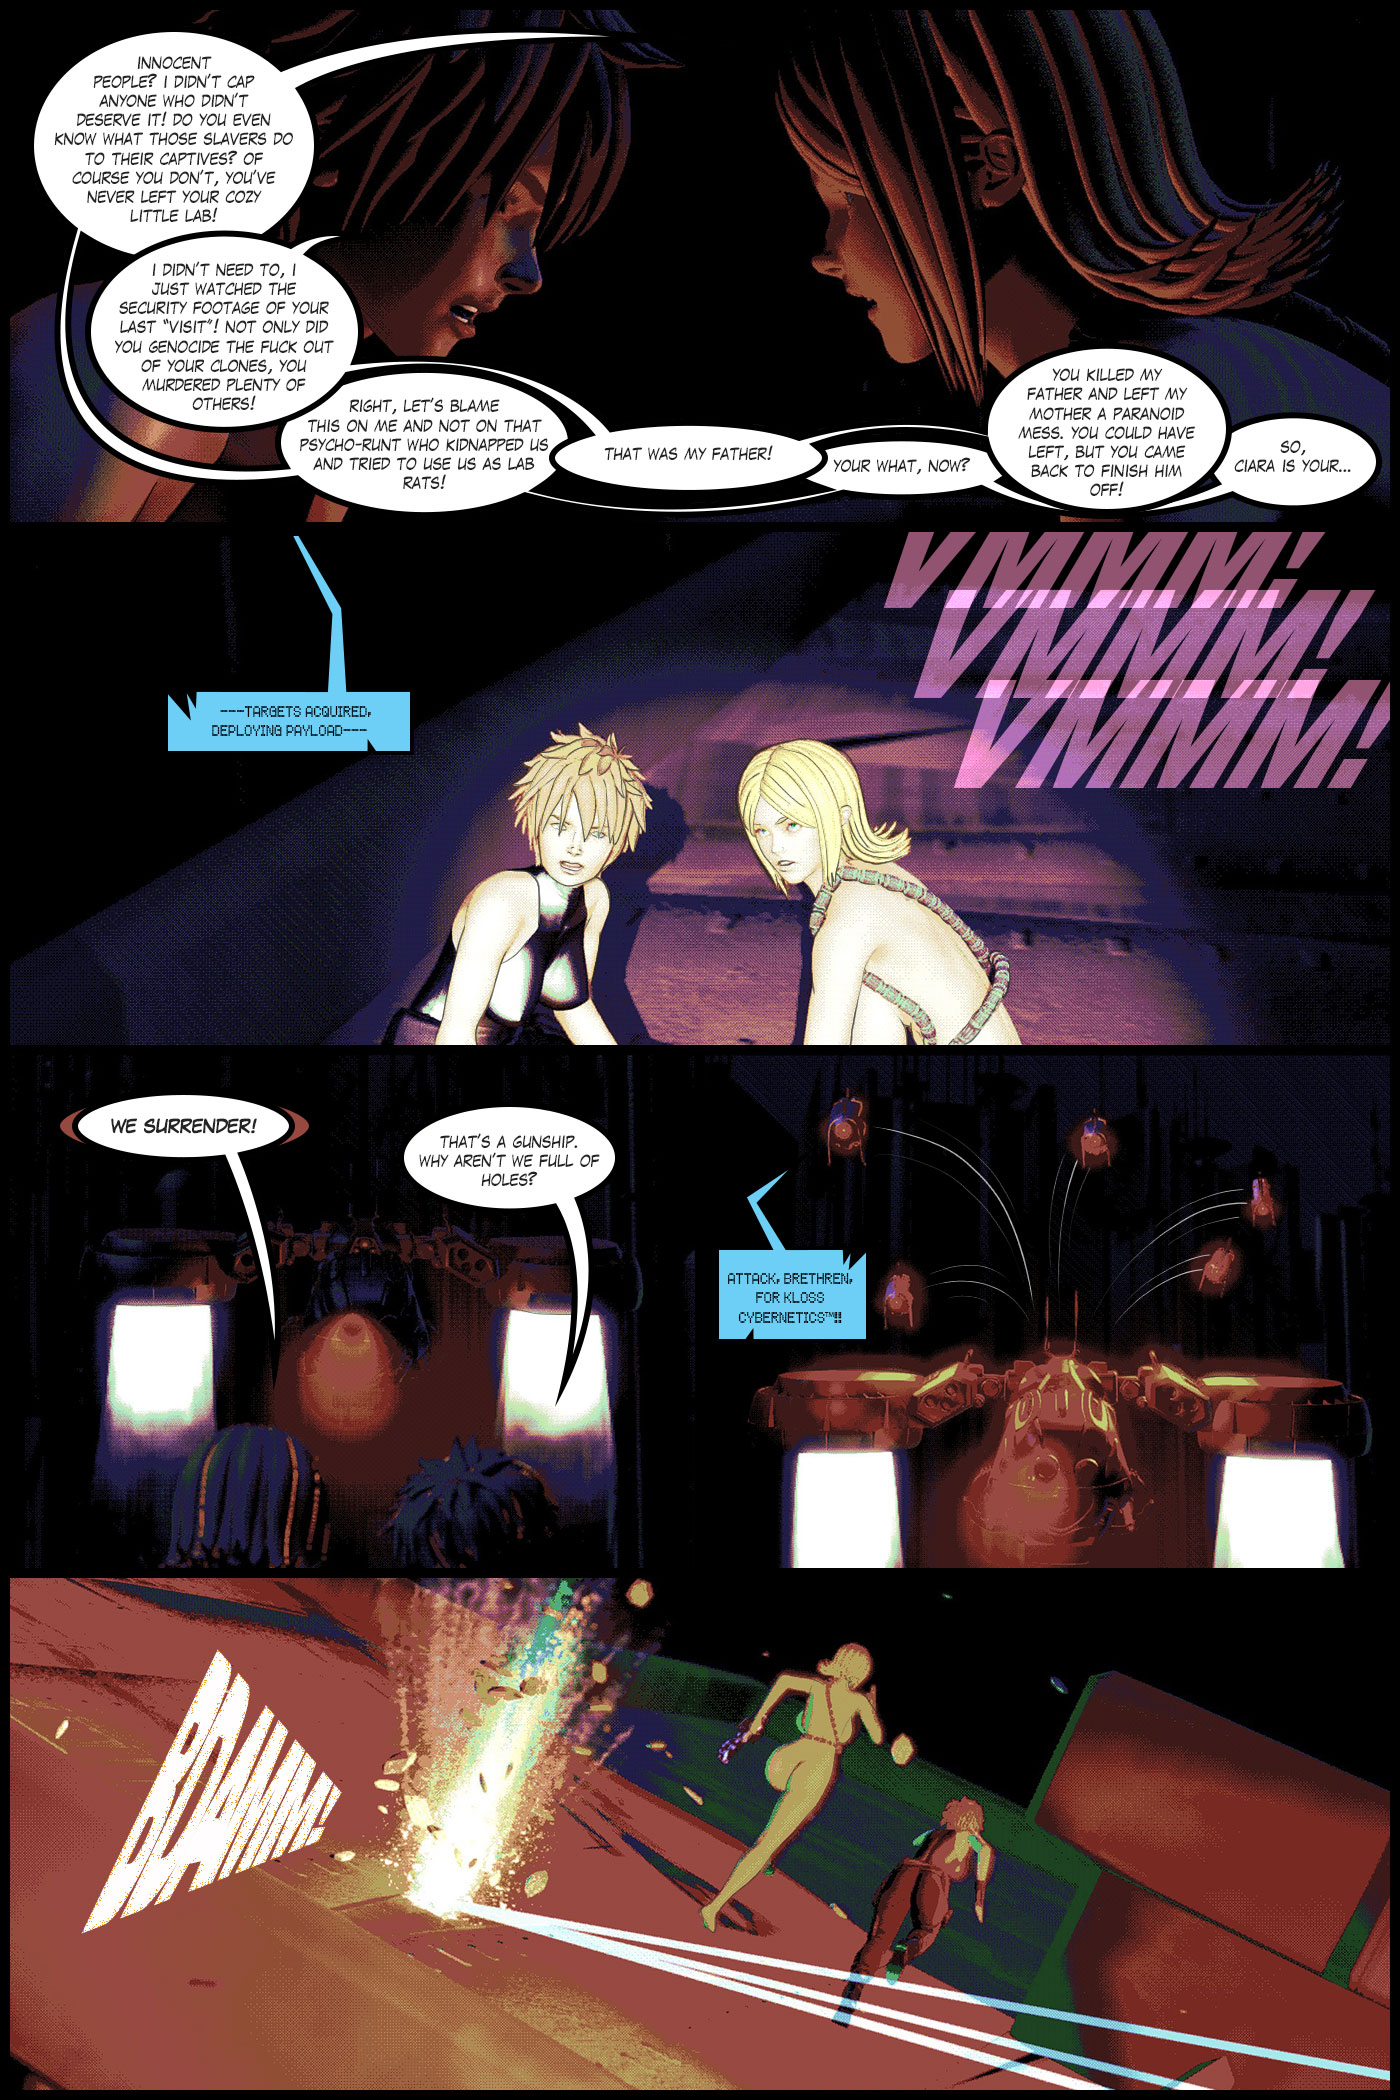 INNOCENT
PEOPLE? I DIDN'T CAP
ANYONE WHO DIDN'T
DESERVE IT! DO YOU EVEN
KNOW WHAT THOSE SLAVERS DO
TO THEIR CAPTIVES? OF
COURSE YOU DON'T, YOU'VE
NEVER LEFT YOUR COZY
LITTLE LAB!
I DIDN'T NEED TO, I
JUST WATCHED THE
SECURITY FOOTAGE OF YOUR
LAST "VISIT"! NOT ONLY DID
YOU GENOCIDE THE FUCK OUT
OF YOUR CLONES, YOU
MURDERED PLENTY OF
OTHERS!
RIGHT, LET'S BLAME
THIS ON ME AND NOT ON THAT
PSYCHO-RUNT WHO KIDNAPPED US
AND TRIED TO USE US AS LAB
RATS!
THAT WAS MY FATHER!
YOUR WHAT, NOW?
YOU KILLED MY
FATHER AND LEFT MY
MOTHER A PARANOID
MESS. YOU COULD HAVE
LEFT, BUT YOU CAME
BACK TO FINISH HIM
OFF!
SO,
CIARA IS YOUR...
VMMM!
VMMMM!
VMMMM!
---TARGETS ACQUIRED,
DEPLOYING PAYLOAD---
WE SURRENDER!
THAT'S A GUNSHIP.
WHY AREN'T WE FULL OF
HOLES?
ATTACK, BRETHREN,
FOR KLOSS
CYBERNETICS™!!
BDAMM!